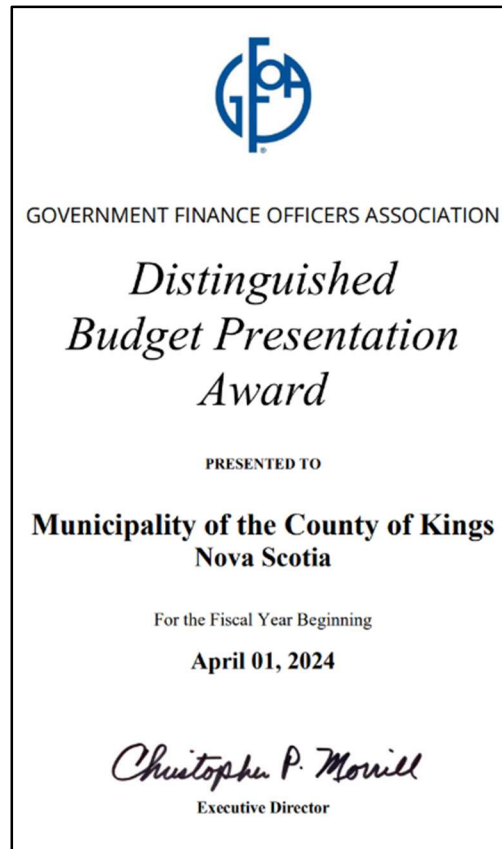 GFOA
GOVERNMENT FINANCE OFFICERS ASSOCIATION
Distinguished
Budget Presentation
Award
PRESENTED TO
Municipality of the County of Kings
Nova Scotia
For the Fiscal Year Beginning
April 01, 2024
Christopher P. Morrill
Executive Director